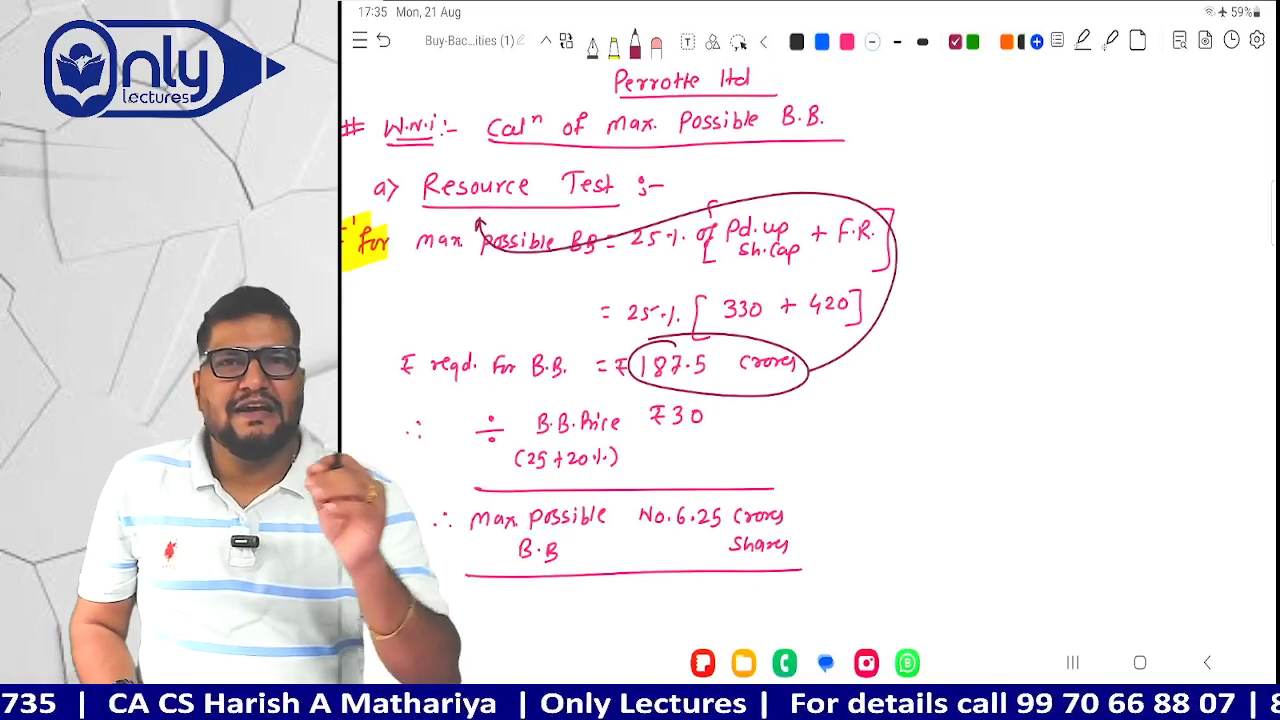 17:35 Mon, 21 Aug
59%
Only
lectures
Buy-Bac...ities (1)
Perrotte ltd
# W.N.1:- Calⁿ of Max. Possible B.B.
a) Resource Test :-
₹ for max possible BB = 25% of [Pd.up Sh.Cap + F.R.]
= 25% [330 + 420]
₹ reqd. for B.B. = ₹ 187.5 crores
∴ ÷ B.B.Price ₹30
(25+20%)
∴ Max possible B.B No.6.25 Crores Shares
735 | CA CS Harish A Mathariya | Only Lectures | For details call 99 70 66 88 07 | 8